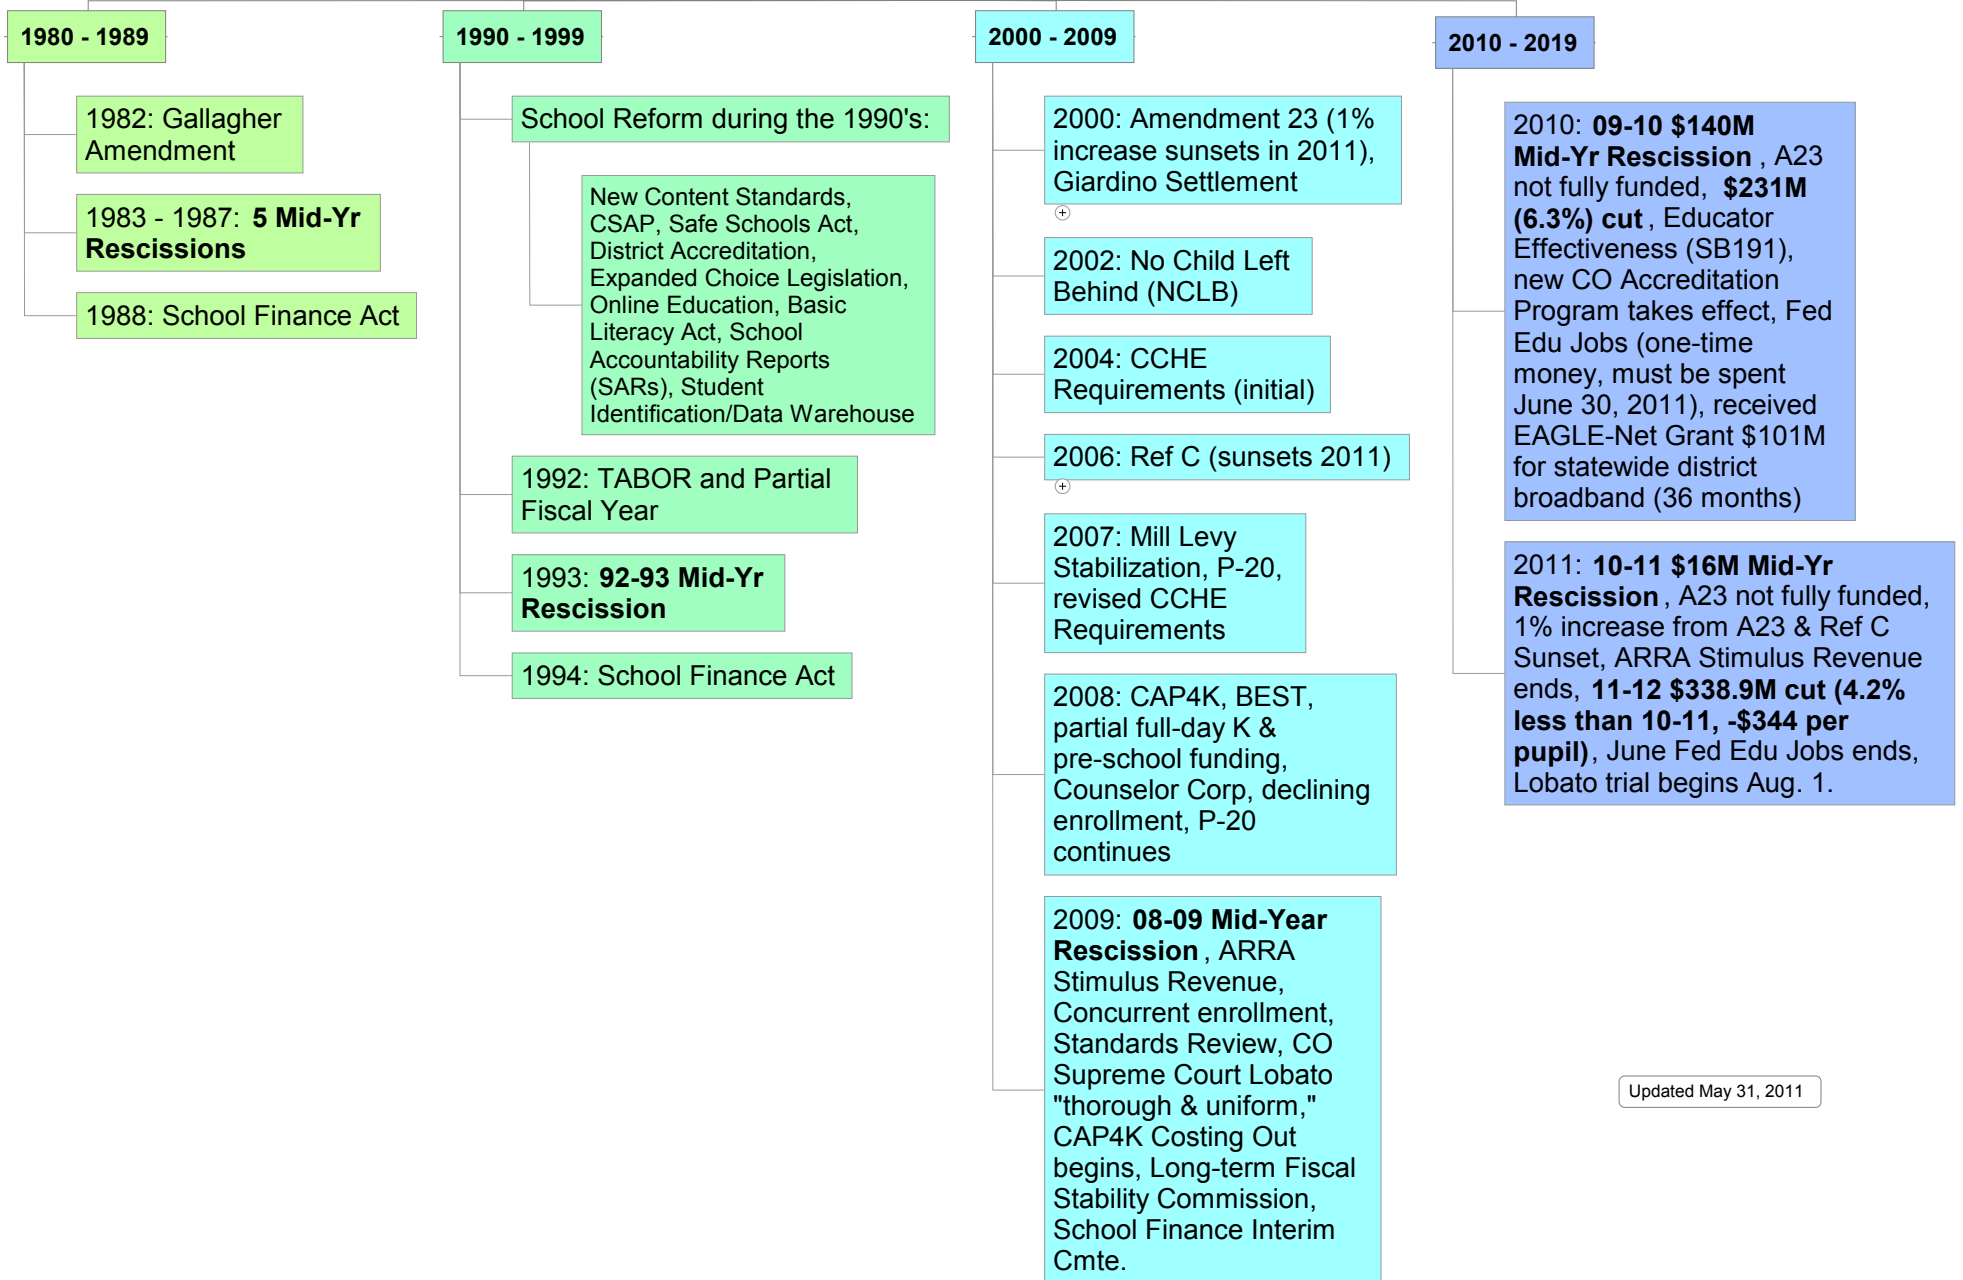 1980 - 1989
1982: Gallagher
Amendment
1983 - 1987: 5 Mid-Yr
Rescissions
1988: School Finance Act
1990 - 1999
School Reform during the 1990's:
New Content Standards,
CSAP, Safe Schools Act,
District Accreditation,
Expanded Choice Legislation,
Online Education, Basic
Literacy Act, School
Accountability Reports
(SARs), Student
Identification/Data Warehouse
1992: TABOR and Partial
Fiscal Year
1993: 92-93 Mid-Yr
Rescission
1994: School Finance Act
2000 - 2009
2000: Amendment 23 (1%
increase sunsets in 2011),
Giardino Settlement
2002: No Child Left
Behind (NCLB)
2004: CCHE
Requirements (initial)
2006: Ref C (sunsets 2011)
2007: Mill Levy
Stabilization, P-20,
revised CCHE
Requirements
2008: CAP4K, BEST,
partial full-day K &
pre-school funding,
Counselor Corp, declining
enrollment, P-20
continues
2009: 08-09 Mid-Year
Rescission , ARRA
Stimulus Revenue,
Concurrent enrollment,
Standards Review, CO
Supreme Court Lobato
"thorough & uniform,"
CAP4K Costing Out
begins, Long-term Fiscal
Stability Commission,
School Finance Interim
Cmte.
2010 - 2019
2010: 09-10 $140M
Mid-Yr Rescission , A23
not fully funded, $231M
(6.3%) cut , Educator
Effectiveness (SB191),
new CO Accreditation
Program takes effect, Fed
Edu Jobs (one-time
money, must be spent
June 30, 2011), received
EAGLE-Net Grant $101M
for statewide district
broadband (36 months)
2011: 10-11 $16M Mid-Yr
Rescission , A23 not fully funded,
1% increase from A23 & Ref C
Sunset, ARRA Stimulus Revenue
ends, 11-12 $338.9M cut (4.2%
less than 10-11, -$344 per
pupil) , June Fed Edu Jobs ends,
Lobato trial begins Aug. 1.
Updated May 31, 2011